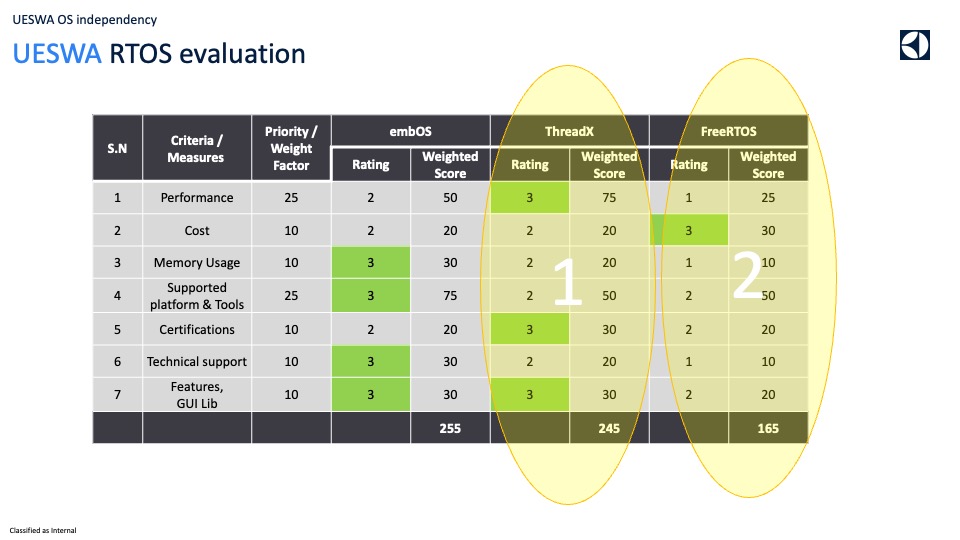 UESWA OS independency
UESWA RTOS evaluation
S.N Criteria / Measures Priority / Weight Factor embOS ThreadX FreeRTOS
Rating Weighted Score Rating Weighted Score Rating Weighted Score
1 Performance 25 2 50 3 75 1 25
2 Cost 10 2 20 2 20 3 30
3 Memory Usage 10 3 30 2 20 1 10
4 Supported platform & Tools 25 3 75 2 50 2 50
5 Certifications 10 2 20 3 30 2 20
6 Technical support 10 3 30 2 20 1 10
7 Features, GUI Lib 10 3 30 3 30 2 20
255 245 165
1 2
Classified as Internal